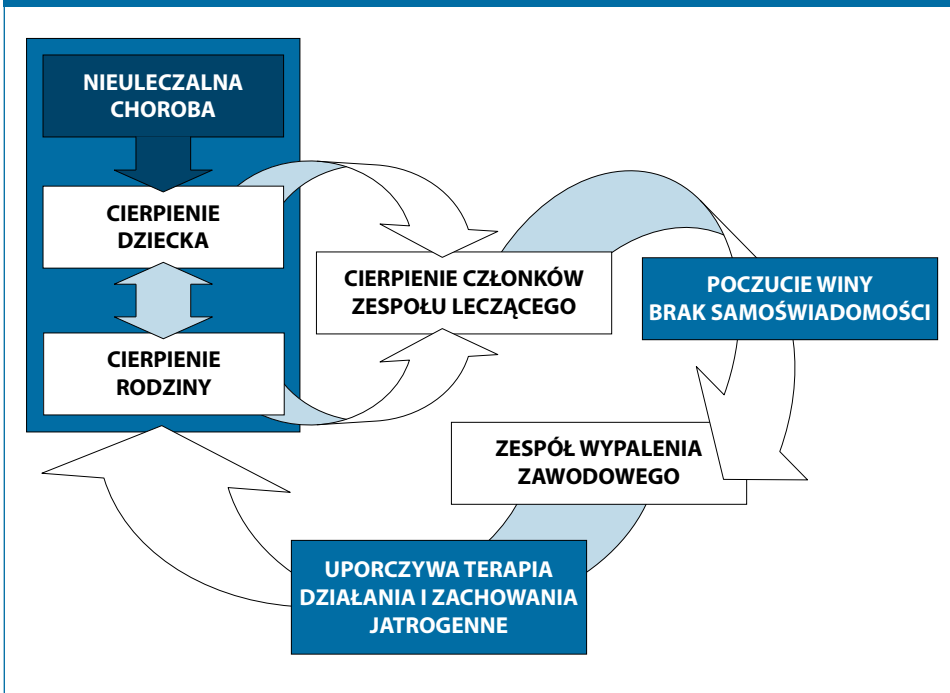 NIEULECZALNA
CHOROBA
CIERPIENIE
DZIECKA
CIERPIENIE
RODZINY
CIERPIENIE CZŁONKÓW
ZESPOŁU LECZĄCEGO
POCZUCIE WINY
BRAK SAMOŚWIADOMOŚCI
ZESPÓŁ WYPALENIA
ZAWODOWEGO
UPORCZYWA TERAPIA
DZIAŁANIA I ZACHOWANIA
JATROGENNE